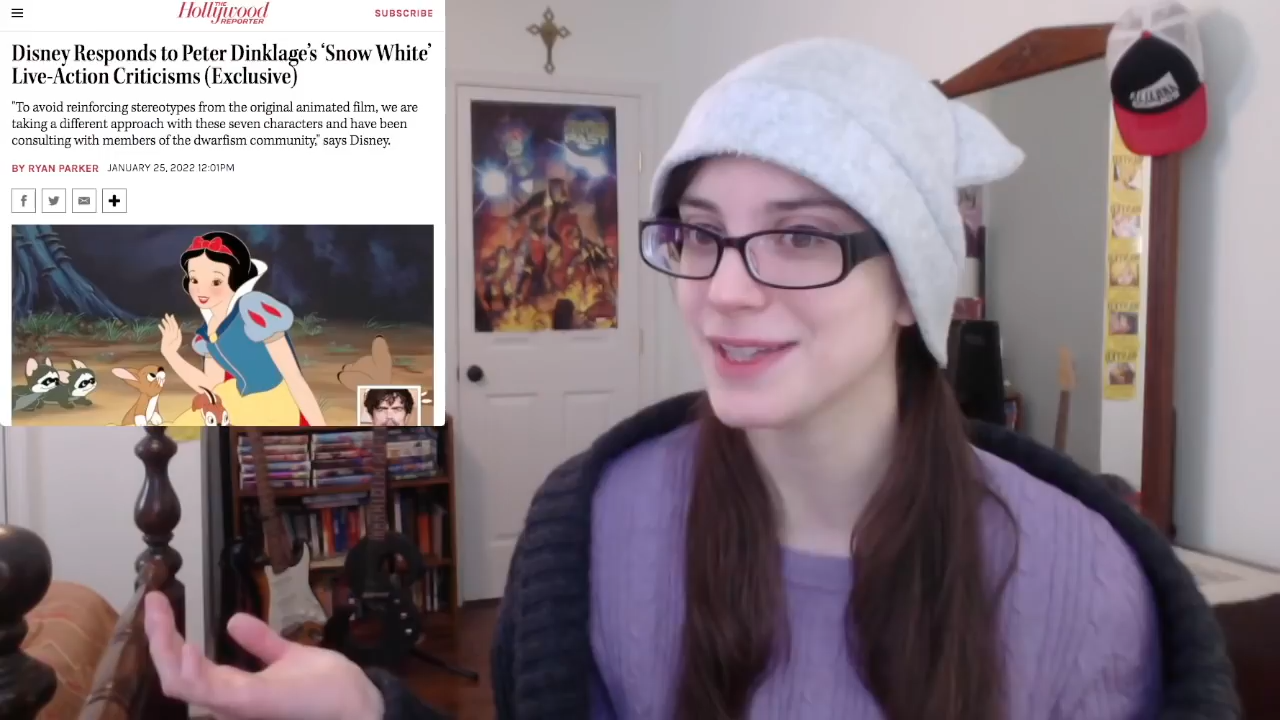 THE
Hollywood
REPORTER
SUBSCRIBE
Disney Responds to Peter Dinklage's 'Snow White'
Live-Action Criticisms (Exclusive)
"To avoid reinforcing stereotypes from the original animated film, we are
taking a different approach with these seven characters and have been
consulting with members of the dwarfism community," says Disney.
BY RYAN PARKER JANUARY 25, 2022 12:01PM